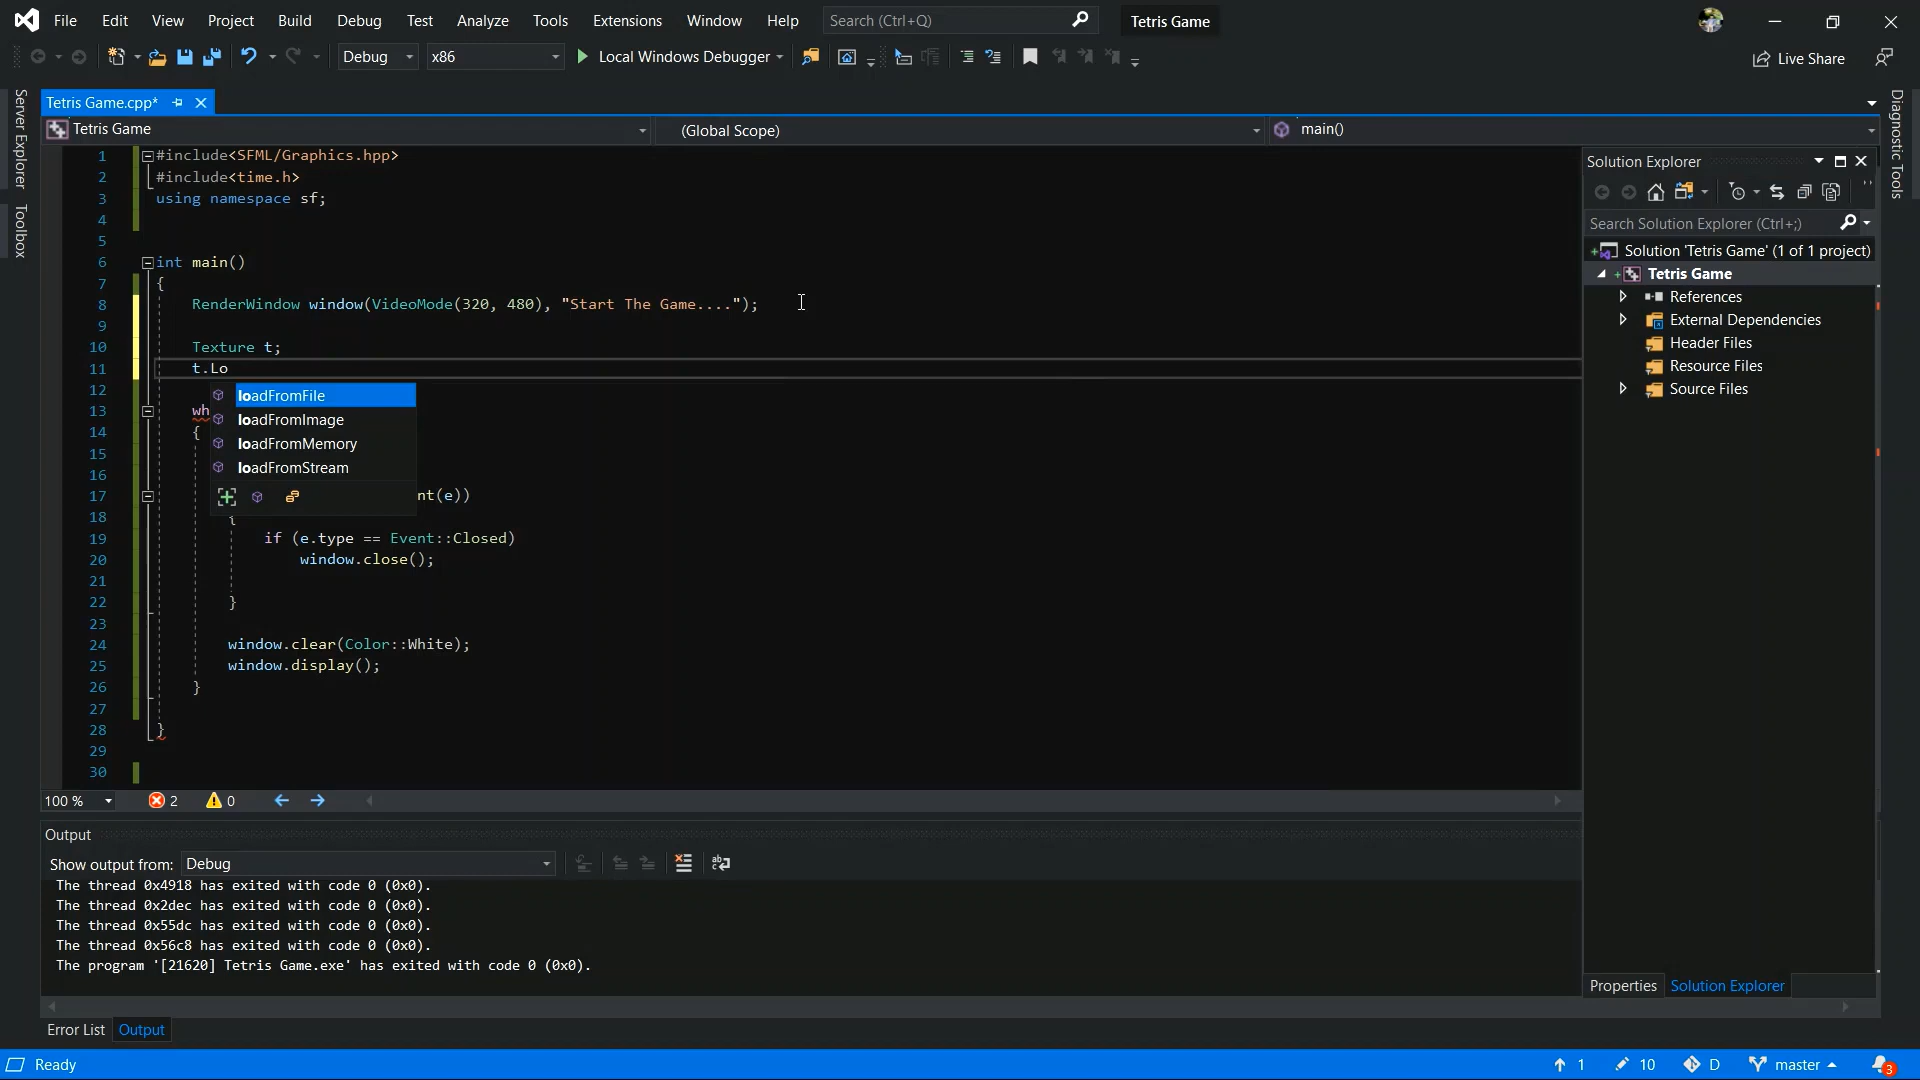 File Edit View Project Build Debug Test Analyze Tools Extensions Window Help Search (Ctrl+Q) Tetris Game
Debug x86 Local Windows Debugger Live Share
Server Explorer
Toolbox
Tetris Game.cpp*
Tetris Game (Global Scope) main()
1 #include<SFML/Graphics.hpp>
2 #include<time.h>
3 using namespace sf;
4
5
6 int main()
7 {
8 RenderWindow window(VideoMode(320, 480), "Start The Game....");
9
10 Texture t;
11 t.Lo
12 loadFromFile
13 wh loadFromImage
14 { loadFromMemory
15 loadFromStream
16
17 nt(e))
18 {
19 if (e.type == Event::Closed)
20 window.close();
21
22 }
23
24 window.clear(Color::White);
25 window.display();
26 }
27
28 }
29
30
100 % 2 0
Output
Show output from: Debug
The thread 0x4918 has exited with code 0 (0x0).
The thread 0x2dec has exited with code 0 (0x0).
The thread 0x55dc has exited with code 0 (0x0).
The thread 0x56c8 has exited with code 0 (0x0).
The program '[21620] Tetris Game.exe' has exited with code 0 (0x0).
Error List Output
Solution Explorer
Search Solution Explorer (Ctrl+;)
Solution 'Tetris Game' (1 of 1 project)
Tetris Game
References
External Dependencies
Header Files
Resource Files
Source Files
Properties Solution Explorer
Diagnostic Tools
Ready 1 10 D master 3